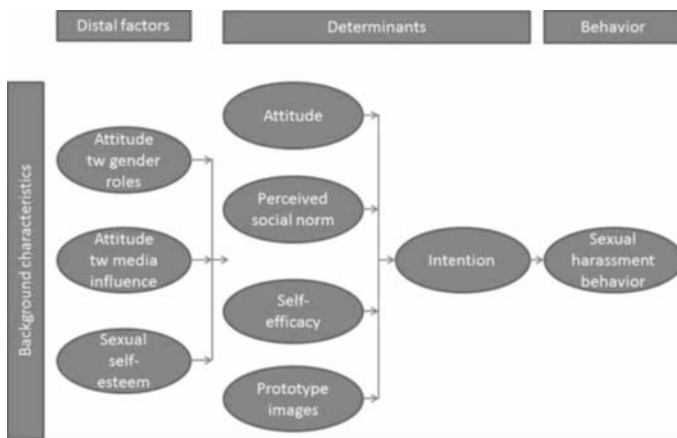 Distal factors
Determinants
Behavior
Background characteristics
Attitude
tw gender
roles
Attitude
tw media
influence
Sexual
self-
esteem
Attitude
Perceived
social norm
Self-
efficacy
Prototype
images
Intention
Sexual
harassment
behavior